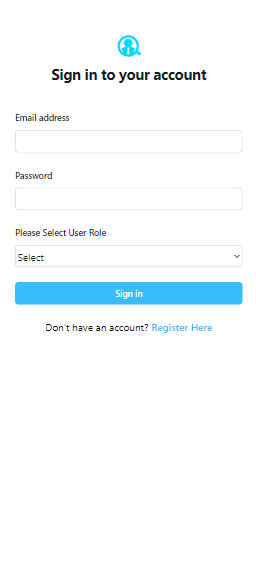 Sign in to your account
Email address
Password
Please Select User Role
Select
Sign in
Don't have an account? Register Here